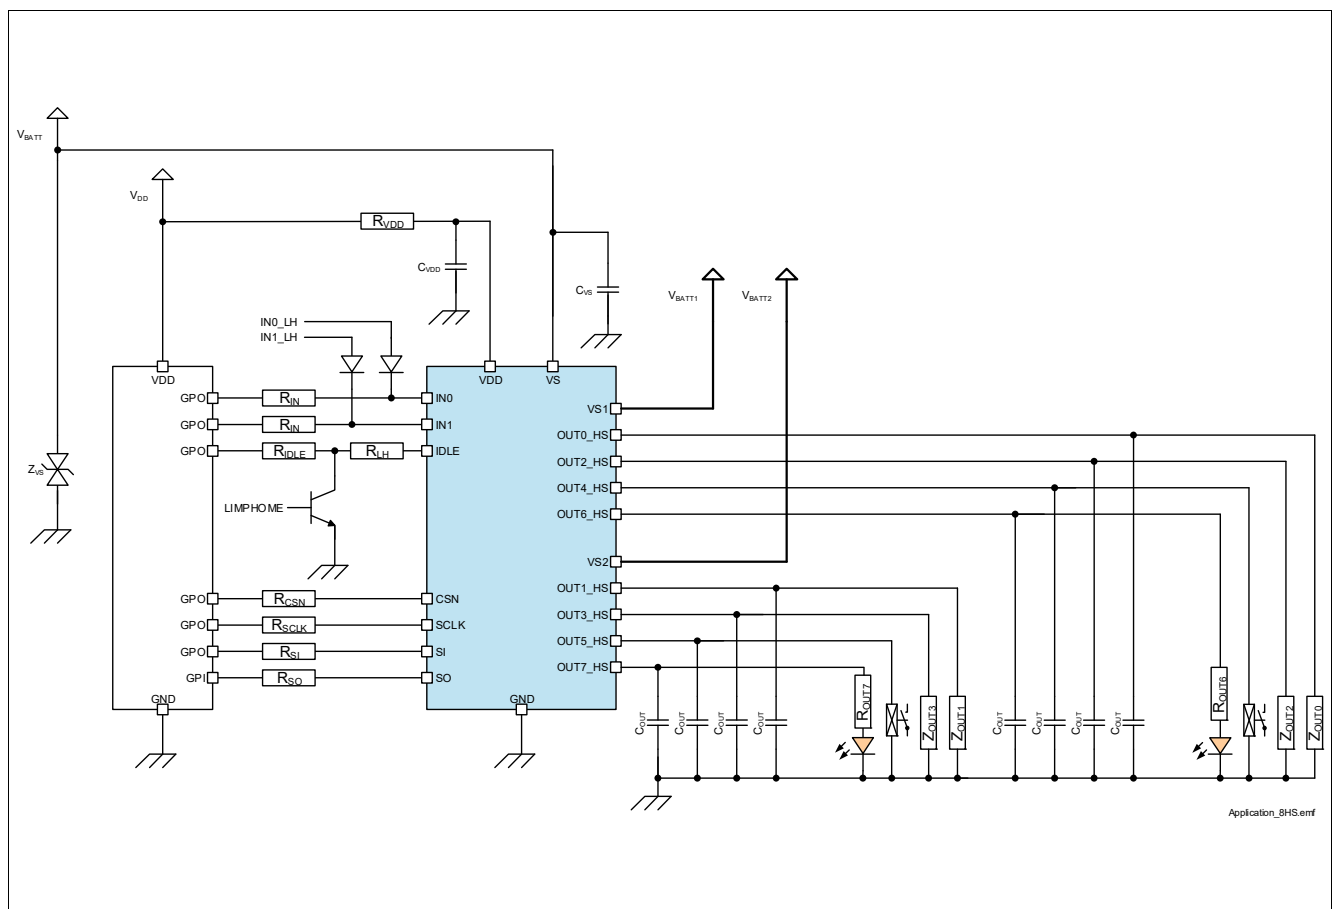 VBATT
VDD
RVDD
CVDD
CVS
VBATT1
VBATT2
IN0_LH
IN1_LH
VDD
VDD
VS
GPO
RIN
IN0
VS1
GPO
RIN
IN1
OUT0_HS
GPO
RIDLE
RLH
IDLE
OUT2_HS
ZVS
OUT4_HS
LIMPHOME
OUT6_HS
VS2
OUT1_HS
GPO
RCSN
CSN
OUT3_HS
GPO
RSCLK
SCLK
OUT5_HS
GPO
RSI
SI
OUT7_HS
GPI
RSO
SO
GND
GND
COUT
COUT
COUT
COUT
ROUT7
ZOUT3
ZOUT1
COUT
COUT
COUT
COUT
ROUT6
ZOUT2
ZOUT0
Application_8HS.emf